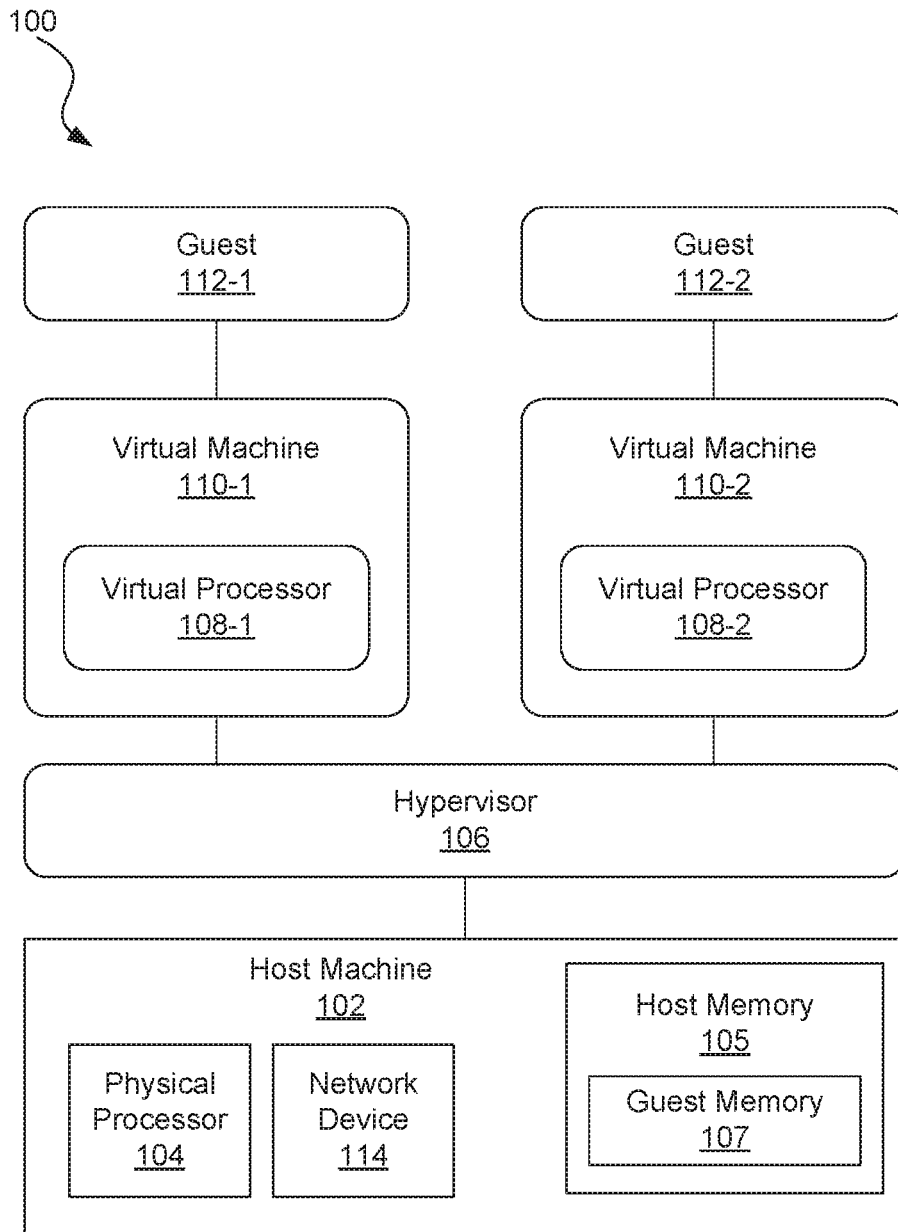 100
Guest
112-1
Guest
112-2
Virtual Machine
110-1
Virtual Processor
108-1
Virtual Machine
110-2
Virtual Processor
108-2
Hypervisor
106
Host Machine
102
Physical
Processor
104
Network
Device
114
Host Memory
105
Guest Memory
107